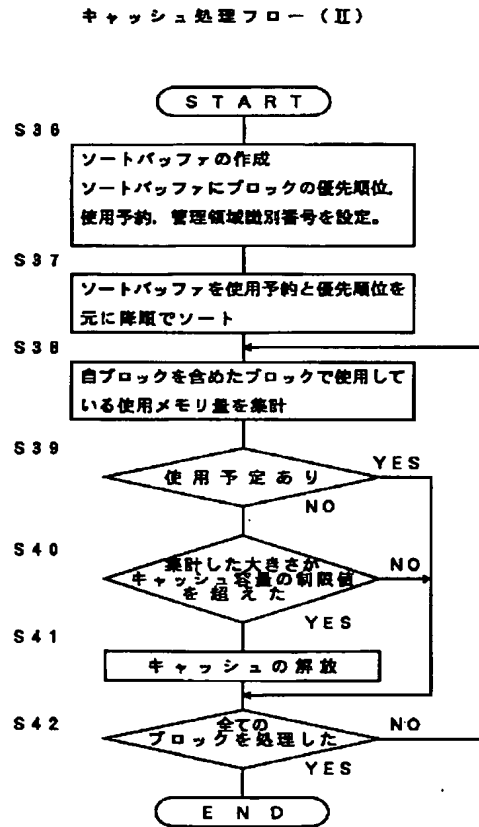 キャッシュ処理フロー（Ⅱ）
START
S36
ソートバッファの作成
ソートバッファにブロックの優先順位,
使用予約, 管理領域識別番号を設定。
S37
ソートバッファを使用予約と優先順位を
元に降順でソート
S38
自ブロックを含めたブロックで使用して
いる使用メモリ量を集計
S39
使用予定あり
YES
NO
S40
集計した大きさが
キャッシュ容量の制限値
を超えた
NO
YES
S41
キャッシュの解放
S42
全ての
ブロックを処理した
NO
YES
END